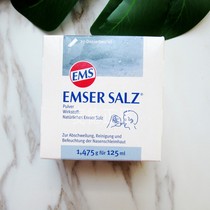 EMS
EMSER SALZ®
Pulver
Wirkstoff:
Natürliches Emser Salz
Zur Abschwellung, Reinigung und
Befeuchtung der Nasenschleimhaut
1,475 g für 125 ml